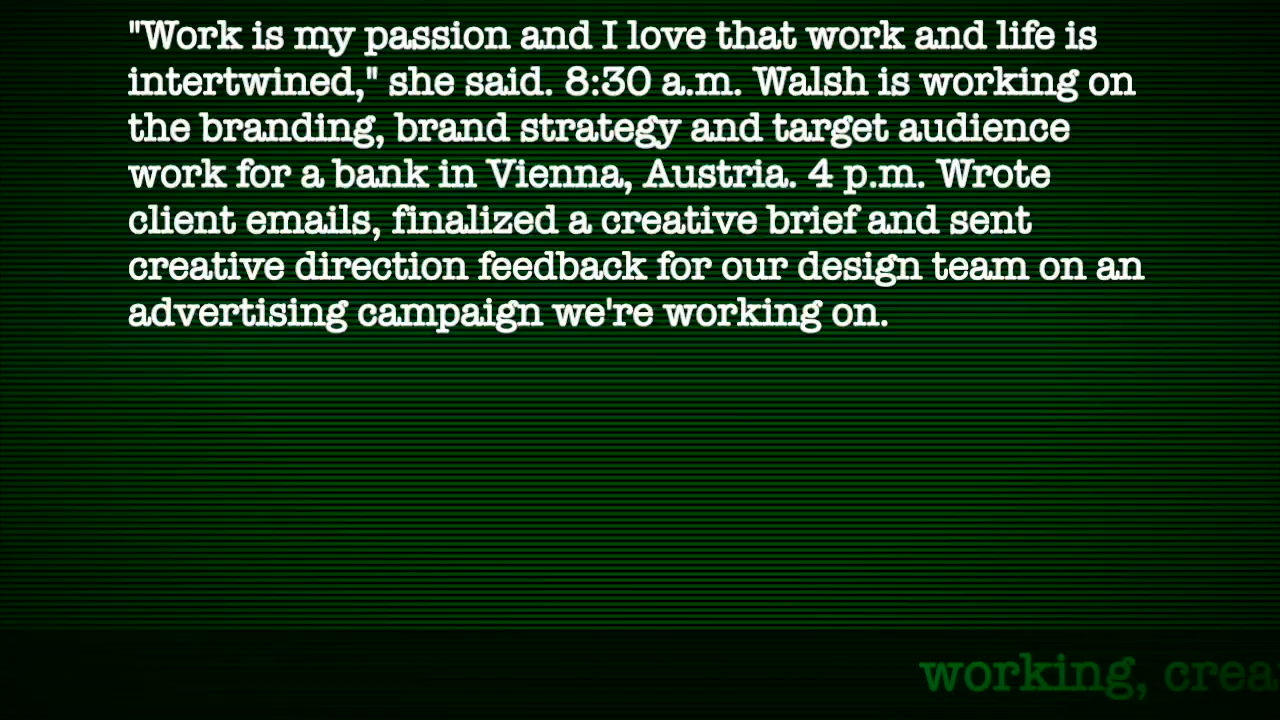 "Work is my passion and I love that work and life is
intertwined," she said. 8:30 a.m. Walsh is working on
the branding, brand strategy and target audience
work for a bank in Vienna, Austria. 4 p.m. Wrote
client emails, finalized a creative brief and sent
creative direction feedback for our design team on an
advertising campaign we're working on.
working, crea